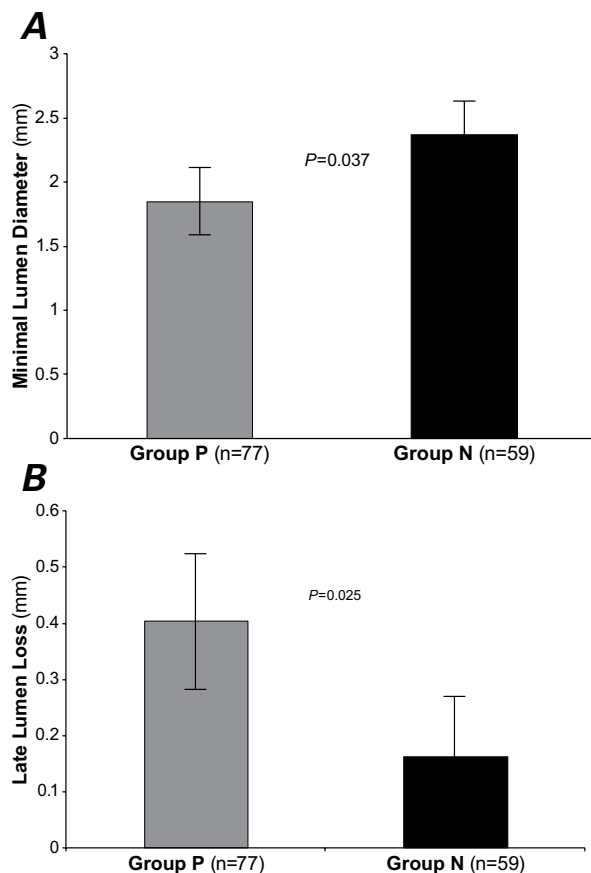 A
Minimal Lumen Diameter (mm)
3
2.5
2
1.5
1
0.5
0
P=0.037
Group P (n=77)
Group N (n=59)
B
Late Lumen Loss (mm)
0.6
0.5
0.4
0.3
0.2
0.1
0
P=0.025
Group P (n=77)
Group N (n=59)